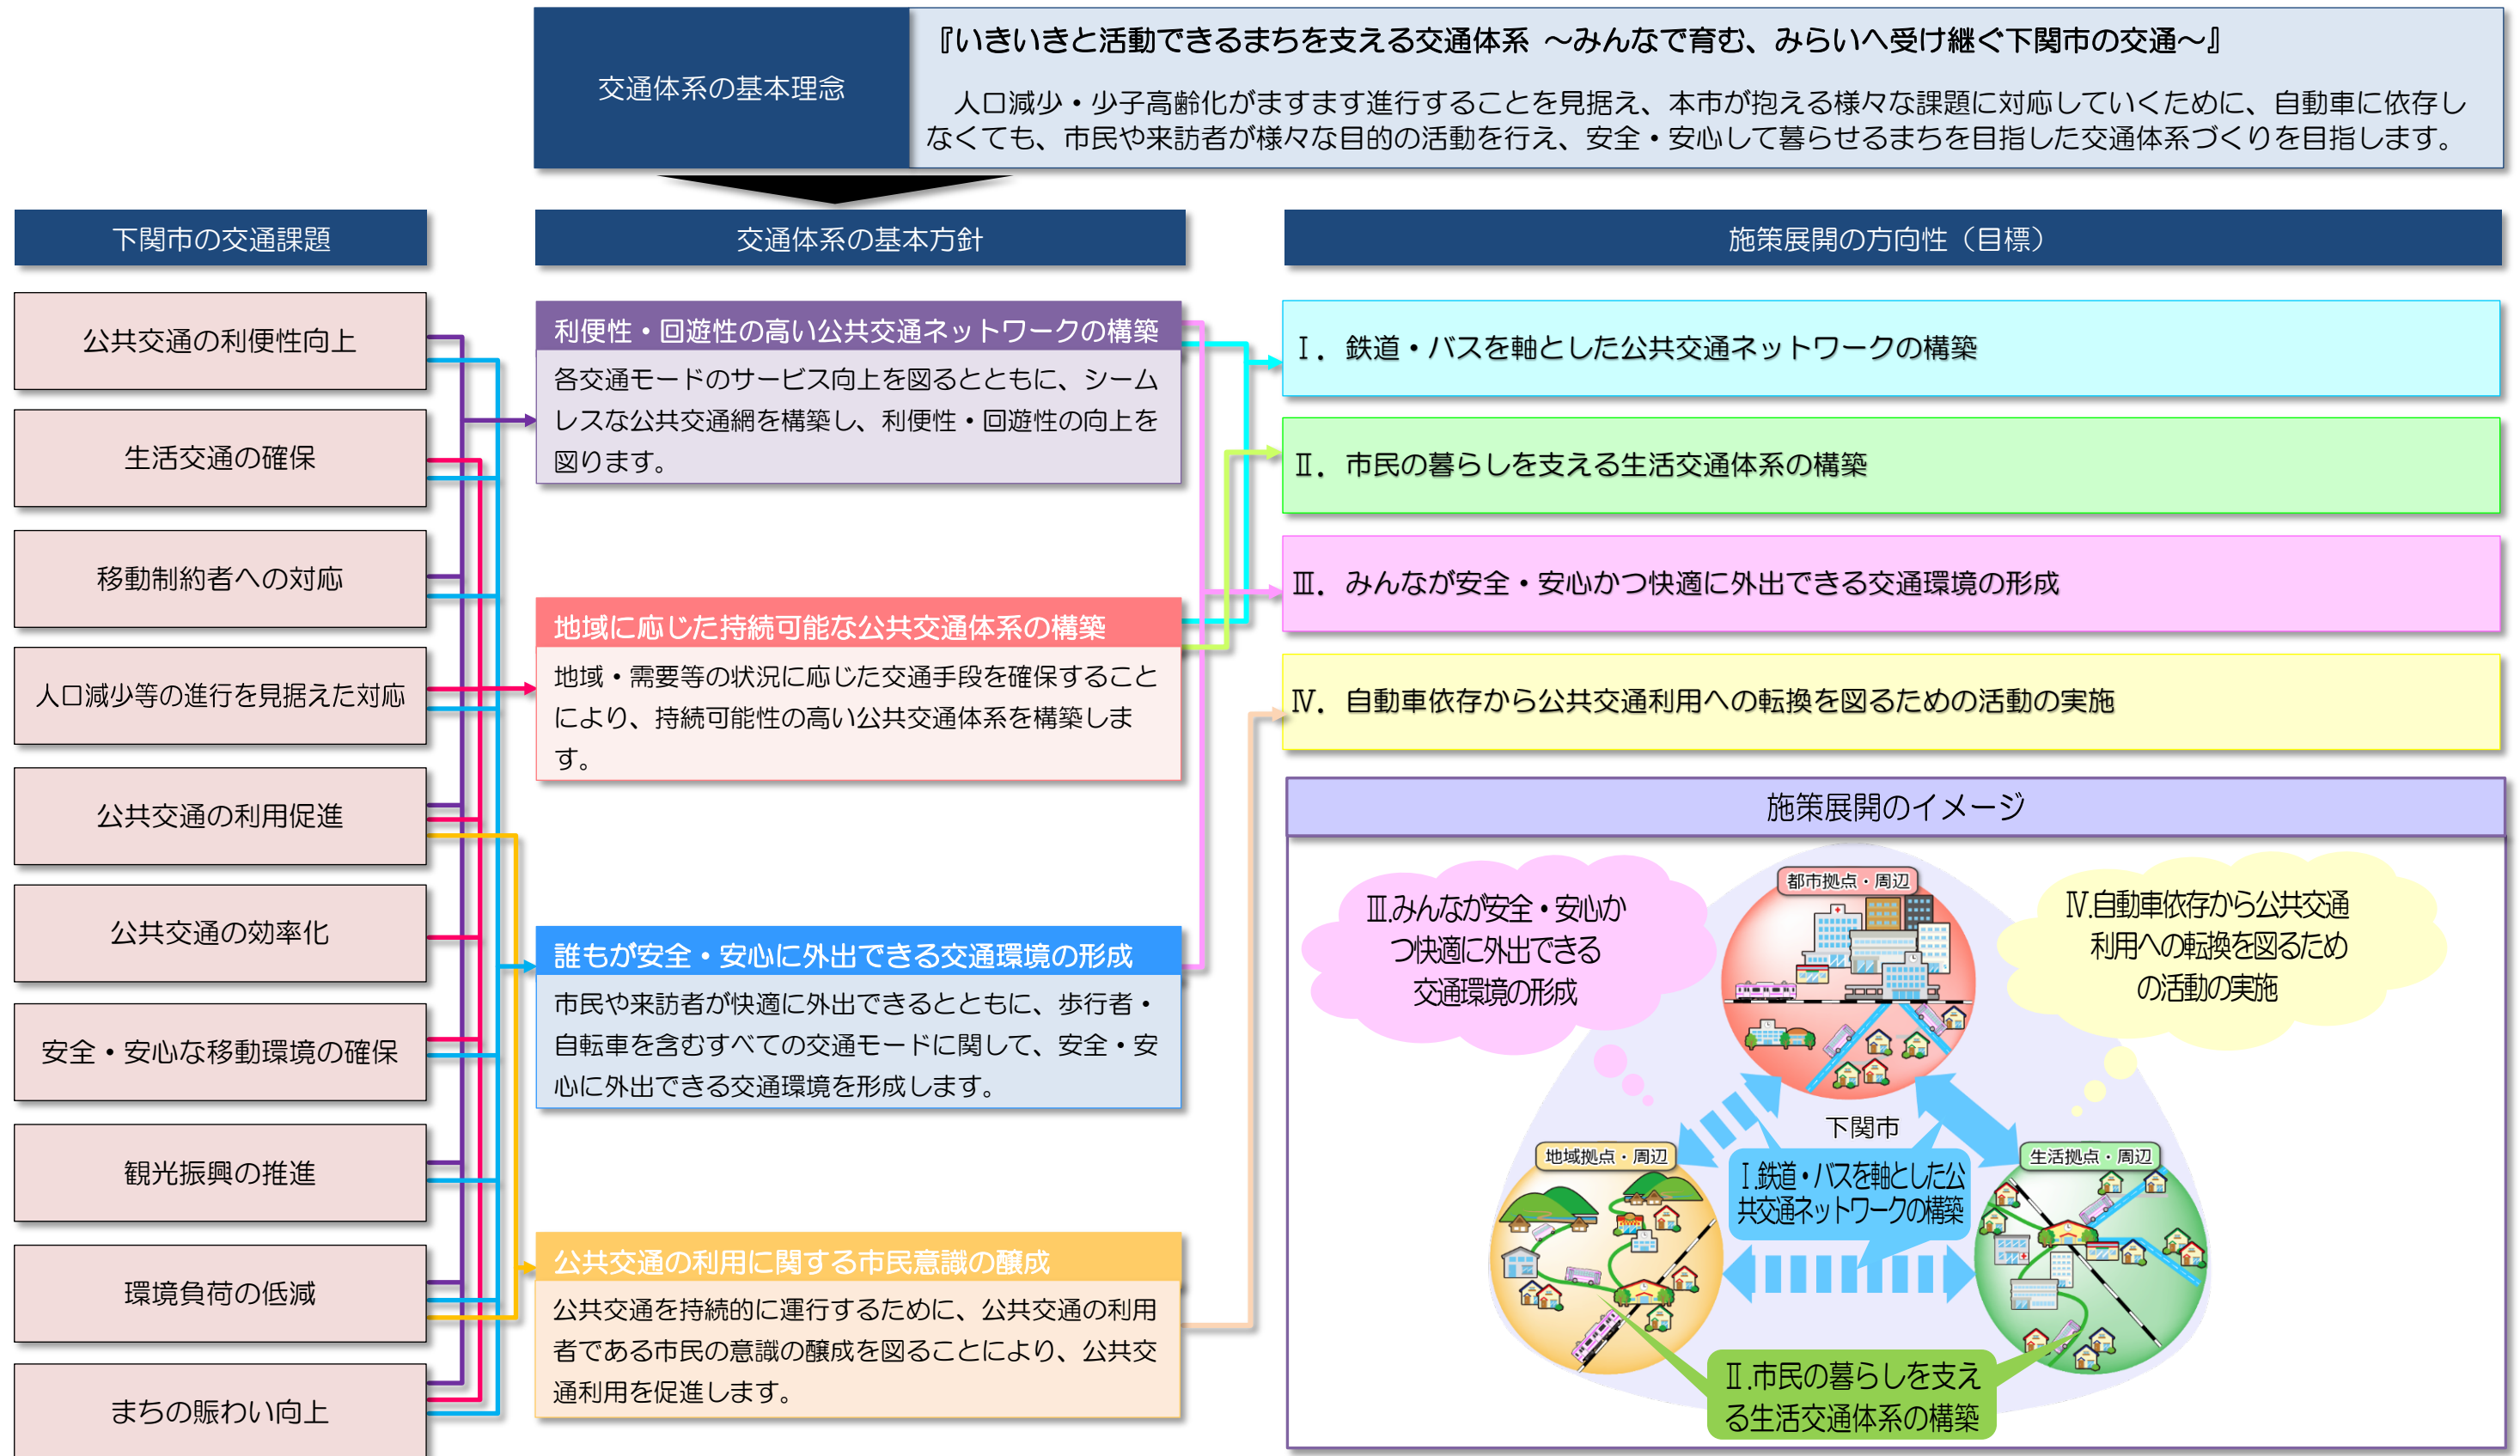 交通体系の基本理念
『いきいきと活動できるまちを支える交通体系 ～みんなで育む、みらいへ受け継ぐ下関市の交通～』
人口減少・少子高齢化がますます進行することを見据え、本市が抱える様々な課題に対応していくために、自動車に依存し
なくても、市民や来訪者が様々な目的の活動を行え、安全・安心して暮らせるまちを目指した交通体系づくりを目指します。
下関市の交通課題
公共交通の利便性向上
生活交通の確保
移動制約者への対応
人口減少等の進行を見据えた対応
公共交通の利用促進
公共交通の効率化
安全・安心な移動環境の確保
観光振興の推進
環境負荷の低減
まちの賑わい向上
交通体系の基本方針
利便性・回遊性の高い公共交通ネットワークの構築
各交通モードのサービス向上を図るとともに、シーム
レスな公共交通網を構築し、利便性・回遊性の向上を
図ります。
地域に応じた持続可能な公共交通体系の構築
地域・需要等の状況に応じた交通手段を確保すること
により、持続可能性の高い公共交通体系を構築しま
す。
誰もが安全・安心に外出できる交通環境の形成
市民や来訪者が快適に外出できるとともに、歩行者・
自転車を含むすべての交通モードに関して、安全・安
心に外出できる交通環境を形成します。
公共交通の利用に関する市民意識の醸成
公共交通を持続的に運行するために、公共交通の利用
者である市民の意識の醸成を図ることにより、公共交
通利用を促進します。
施策展開の方向性（目標）
Ⅰ．鉄道・バスを軸とした公共交通ネットワークの構築
Ⅱ．市民の暮らしを支える生活交通体系の構築
Ⅲ．みんなが安全・安心かつ快適に外出できる交通環境の形成
Ⅳ．自動車依存から公共交通利用への転換を図るための活動の実施
施策展開のイメージ
Ⅲ.みんなが安全・安心か
つ快適に外出できる
交通環境の形成
都市拠点・周辺
Ⅳ.自動車依存から公共交通
利用への転換を図るため
の活動の実施
下関市
地域拠点・周辺
Ⅰ.鉄道・バスを軸とした公
共交通ネットワークの構築
生活拠点・周辺
Ⅱ.市民の暮らしを支え
る生活交通体系の構築